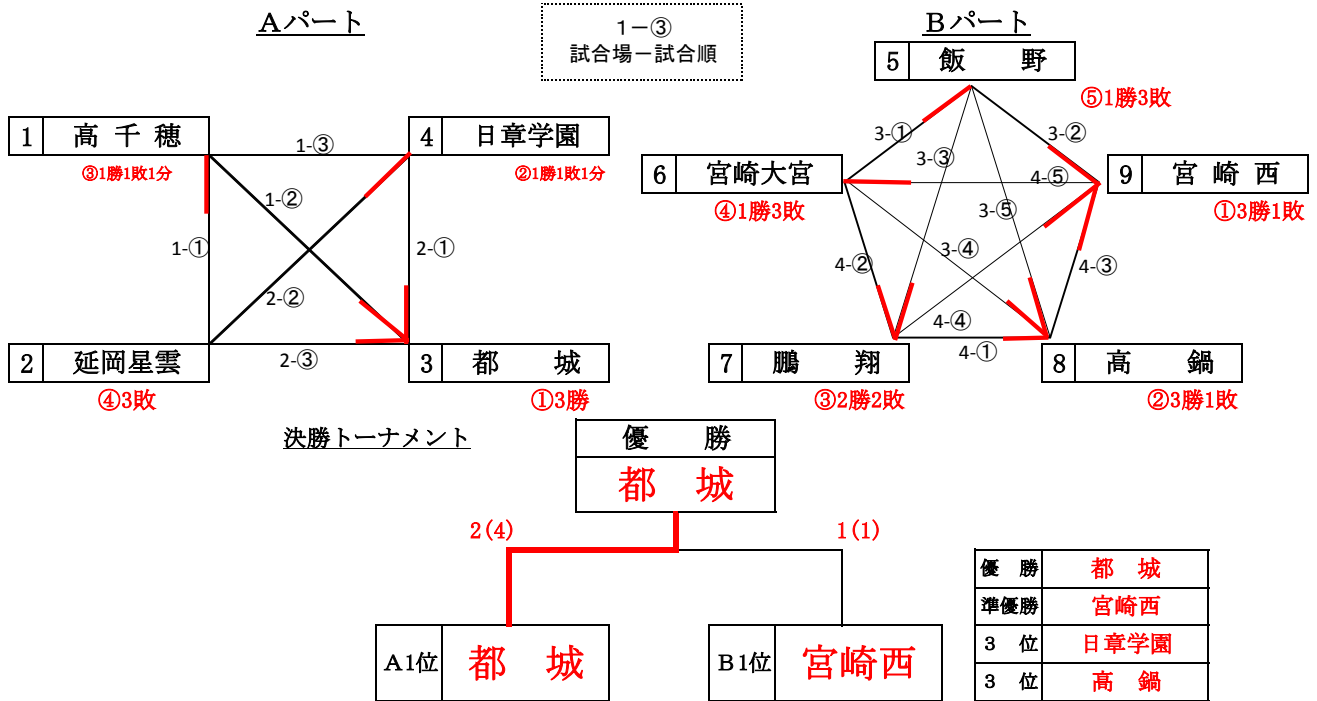 Aパート
1－③
試合場－試合順
Bパート
5 飯 野
⑤1勝3敗
1 高 千 穂
4 日章学園
1-③
③1勝1敗1分
②1勝1敗1分
3-①
3-②
3-③
6 宮崎大宮
9 宮 崎 西
4-⑤
④1勝3敗
①3勝1敗
1-②
3-⑤
1-①
2-①
3-④
4-②
4-③
2-②
4-④
2-③
4-①
2 延岡星雲
3 都 城
7 鵬 翔
8 高 鍋
④3敗
①3勝
③2勝2敗
②3勝1敗
決勝トーナメント
優 勝
都 城
2(4)
1(1)
A1位 都 城
B1位 宮崎西
優 勝 都 城
準優勝 宮崎西
3 位 日章学園
3 位 高 鍋